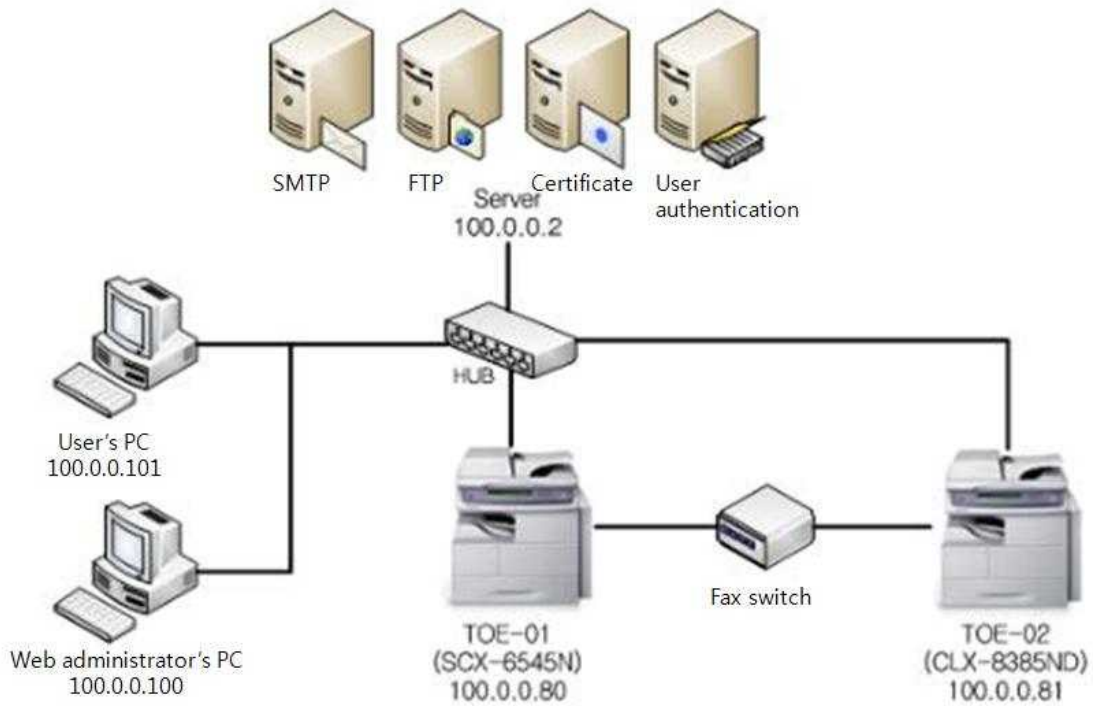 SMTP
FTP
Certificate
User
authentication
Server
100.0.0.2
HUB
User's PC
100.0.0.101
Web administrator's PC
100.0.0.100
TOE-01
(SCX-6545N)
100.0.0.80
Fax switch
TOE-02
(CLX-8385ND)
100.0.0.81